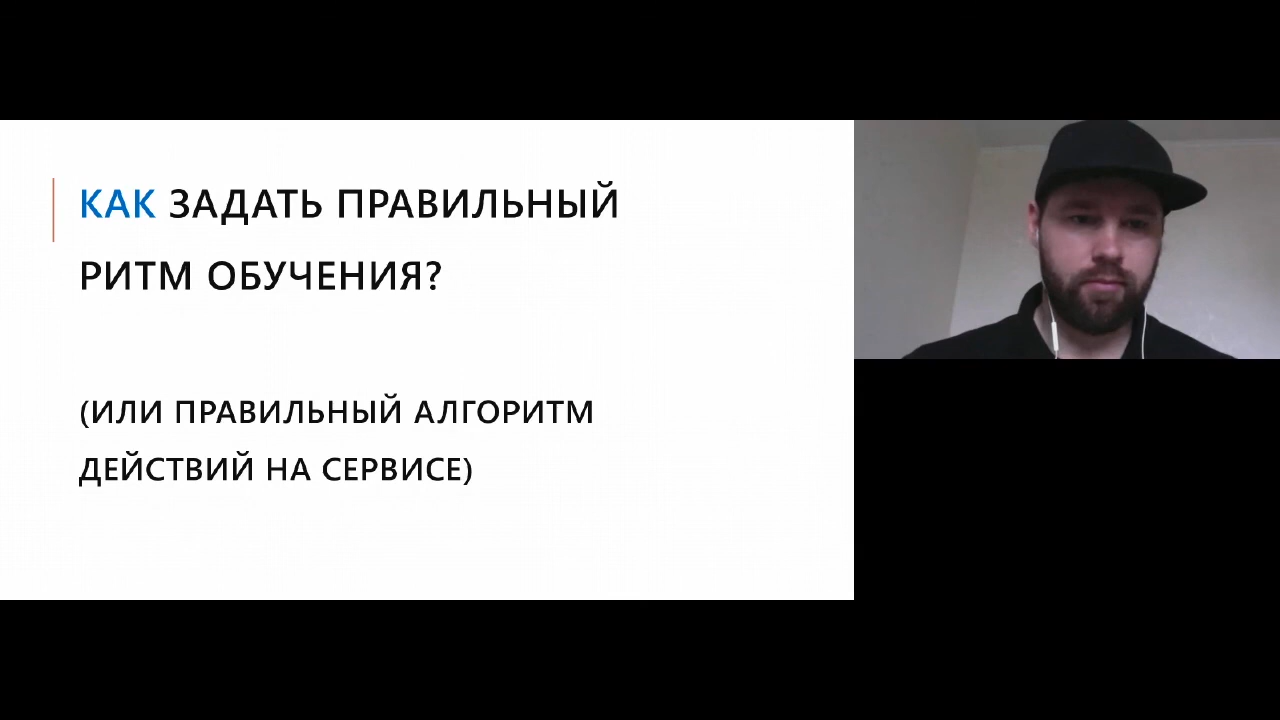 КАК ЗАДАТЬ ПРАВИЛЬНЫЙ
РИТМ ОБУЧЕНИЯ?
(ИЛИ ПРАВИЛЬНЫЙ АЛГОРИТМ
ДЕЙСТВИЙ НА СЕРВИСЕ)